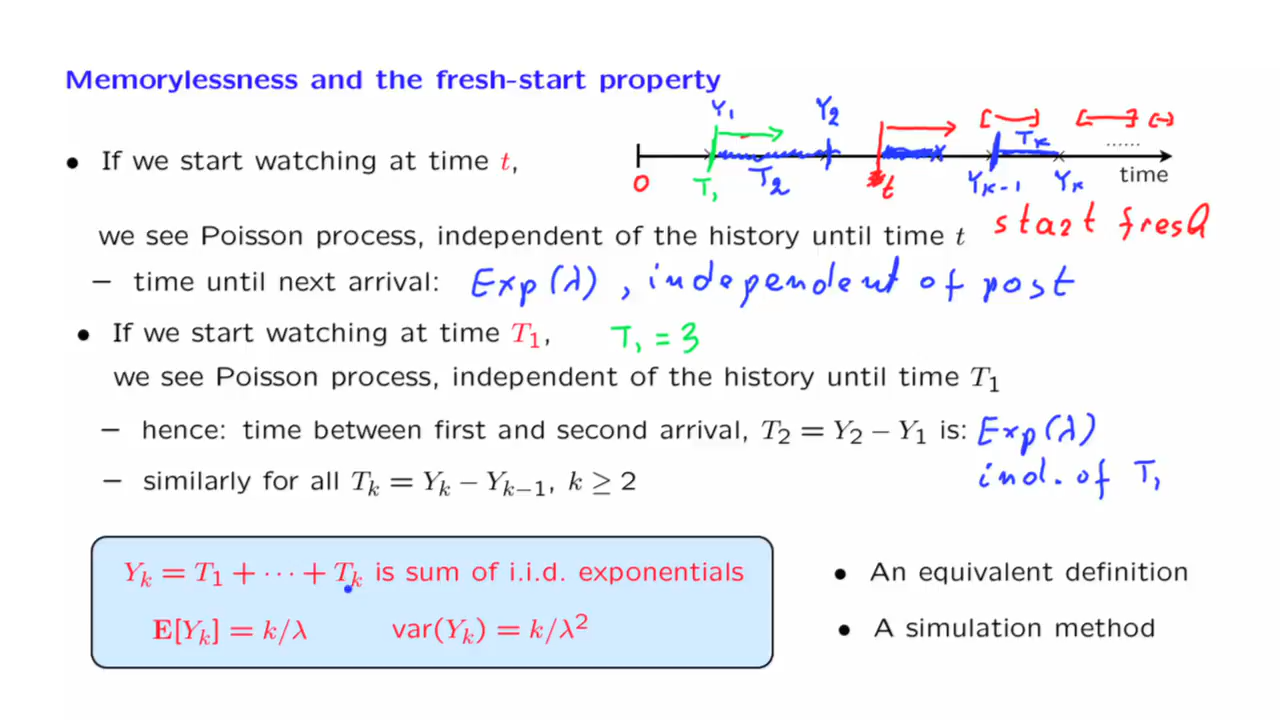 Memorylessness and the fresh-start property
Y₁ Y₂ [ ] [ ] [ ]
• If we start watching at time t,
Tₖ ......
0 T₁ T₂ t Yₖ₋₁ Yₖ time
we see Poisson process, independent of the history until time t start fresh
– time until next arrival: Exp(λ), independent of past
• If we start watching at time T₁, T₁ = 3
we see Poisson process, independent of the history until time T₁
– hence: time between first and second arrival, T₂ = Y₂ − Y₁ is: Exp(λ)
– similarly for all Tₖ = Yₖ − Yₖ₋₁, k ≥ 2 ind. of T₁
Yₖ = T₁ + ··· + Tₖ is sum of i.i.d. exponentials
E[Yₖ] = k/λ var(Yₖ) = k/λ²
• An equivalent definition
• A simulation method